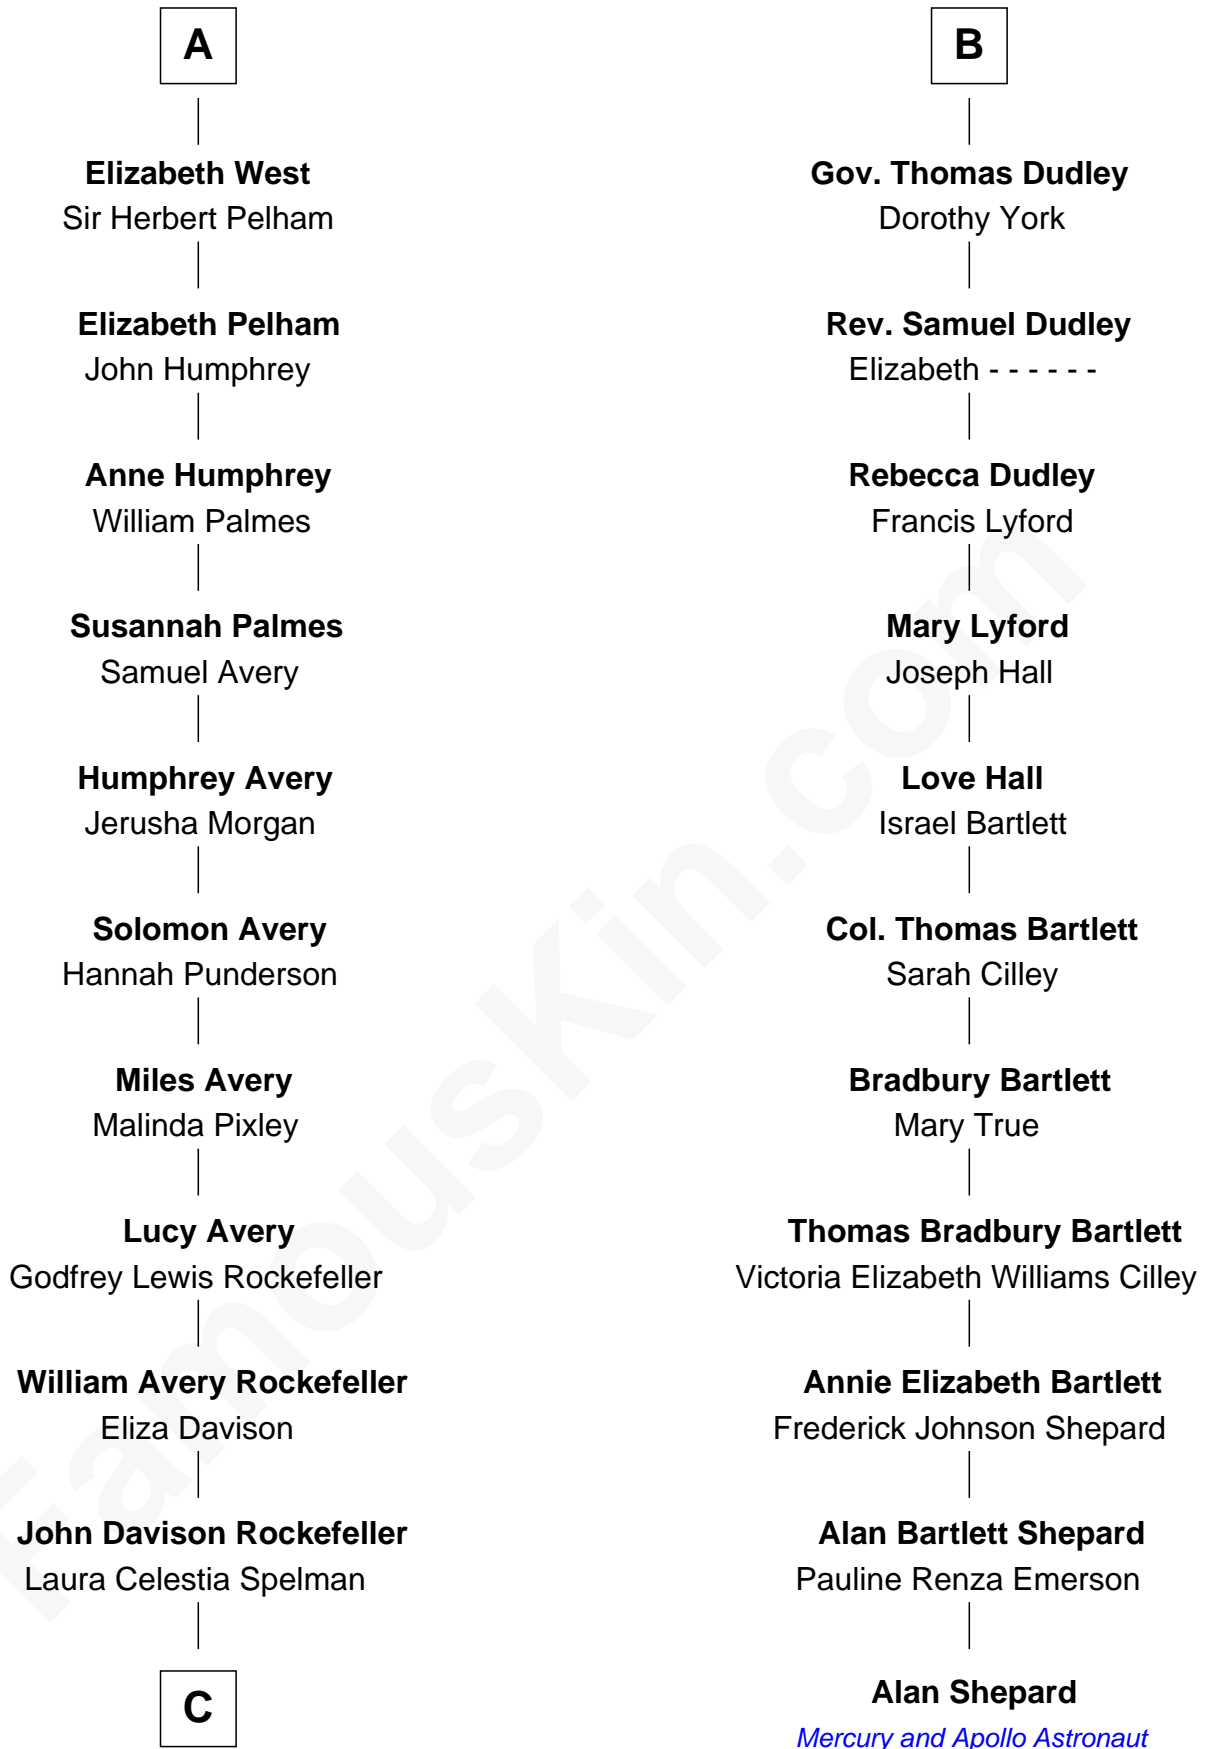 A
Elizabeth West
Sir Herbert Pelham
Elizabeth Pelham
John Humphrey
Anne Humphrey
William Palmes
Susannah Palmes
Samuel Avery
Humphrey Avery
Jerusha Morgan
Solomon Avery
Hannah Punderson
Miles Avery
Malinda Pixley
Lucy Avery
Godfrey Lewis Rockefeller
William Avery Rockefeller
Eliza Davison
John Davison Rockefeller
Laura Celestia Spelman
C
B
Gov. Thomas Dudley
Dorothy York
Rev. Samuel Dudley
Elizabeth - - - - - -
Rebecca Dudley
Francis Lyford
Mary Lyford
Joseph Hall
Love Hall
Israel Bartlett
Col. Thomas Bartlett
Sarah Cilley
Bradbury Bartlett
Mary True
Thomas Bradbury Bartlett
Victoria Elizabeth Williams Cilley
Annie Elizabeth Bartlett
Frederick Johnson Shepard
Alan Bartlett Shepard
Pauline Renza Emerson
Alan Shepard
Mercury and Apollo Astronaut
FamousKin.com